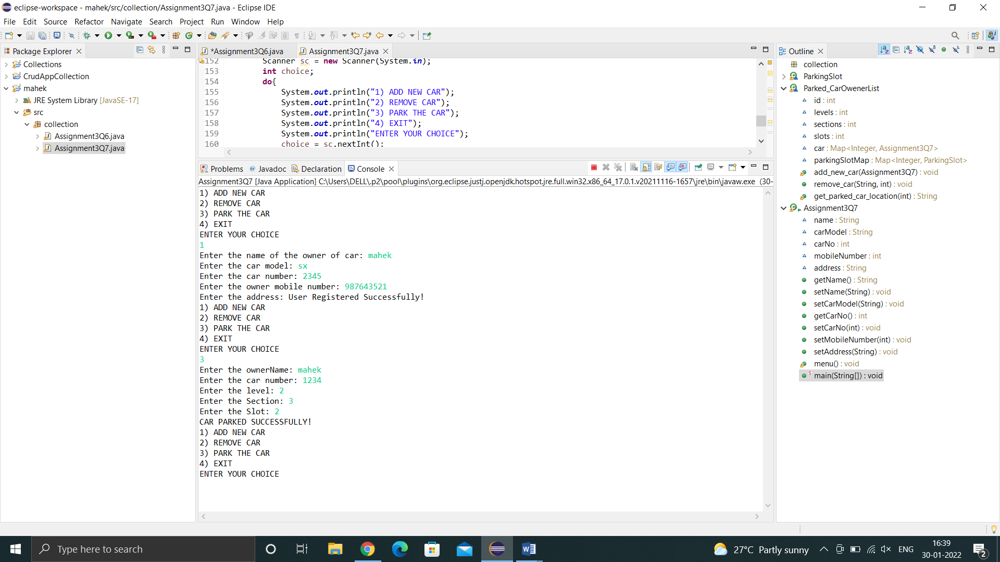 eclipse-workspace - mahek/src/collection/Assignment3Q7.java - Eclipse IDE
File Edit Source Refactor Navigate Search Project Run Window Help
Package Explorer
Collections
CrudAppCollection
mahek
JRE System Library [JavaSE-17]
src
collection
Assignment3Q6.java
Assignment3Q7.java
*Assignment3Q6.java Assignment3Q7.java
152 Scanner sc = new Scanner(System.in);
153 int choice;
154 do{
155 System.out.println("1) ADD NEW CAR");
156 System.out.println("2) REMOVE CAR");
157 System.out.println("3) PARK THE CAR");
158 System.out.println("4) EXIT");
159 System.out.println("ENTER YOUR CHOICE");
160 choice = sc.nextInt();
Problems @ Javadoc Declaration Console
Assignment3Q7 [Java Application] C:\Users\DELL\.p2\pool\plugins\org.eclipse.justj.openjdk.hotspot.jre.full.win32.x86_64_17.0.1.v20211116-1657\jre\bin\javaw.exe (30-
1) ADD NEW CAR
2) REMOVE CAR
3) PARK THE CAR
4) EXIT
ENTER YOUR CHOICE
1
Enter the name of the owner of car: mahek
Enter the car model: sx
Enter the car number: 2345
Enter the owner mobile number: 987643521
Enter the address: User Registered Successfully!
1) ADD NEW CAR
2) REMOVE CAR
3) PARK THE CAR
4) EXIT
ENTER YOUR CHOICE
3
Enter the ownerName: mahek
Enter the car number: 1234
Enter the level: 2
Enter the Section: 3
Enter the Slot: 2
CAR PARKED SUCCESSFULLY!
1) ADD NEW CAR
2) REMOVE CAR
3) PARK THE CAR
4) EXIT
ENTER YOUR CHOICE
Outline
collection
ParkingSlot
Parked_CarOwenerList
id : int
levels : int
sections : int
slots : int
car : Map<Integer, Assignment3Q7>
parkingSlotMap : Map<Integer, ParkingSlot>
add_new_car(Assignment3Q7) : void
remove_car(String, int) : void
get_parked_car_location(int) : String
Assignment3Q7
name : String
carModel : String
carNo : int
mobileNumber : int
address : String
getName() : String
setName(String) : void
setCarModel(String) : void
getCarNo() : int
setCarNo(int) : void
setMobileNumber(int) : void
setAddress(String) : void
menu() : void
main(String[]) : void
Type here to search
27°C Partly sunny
ENG
16:39
30-01-2022
2